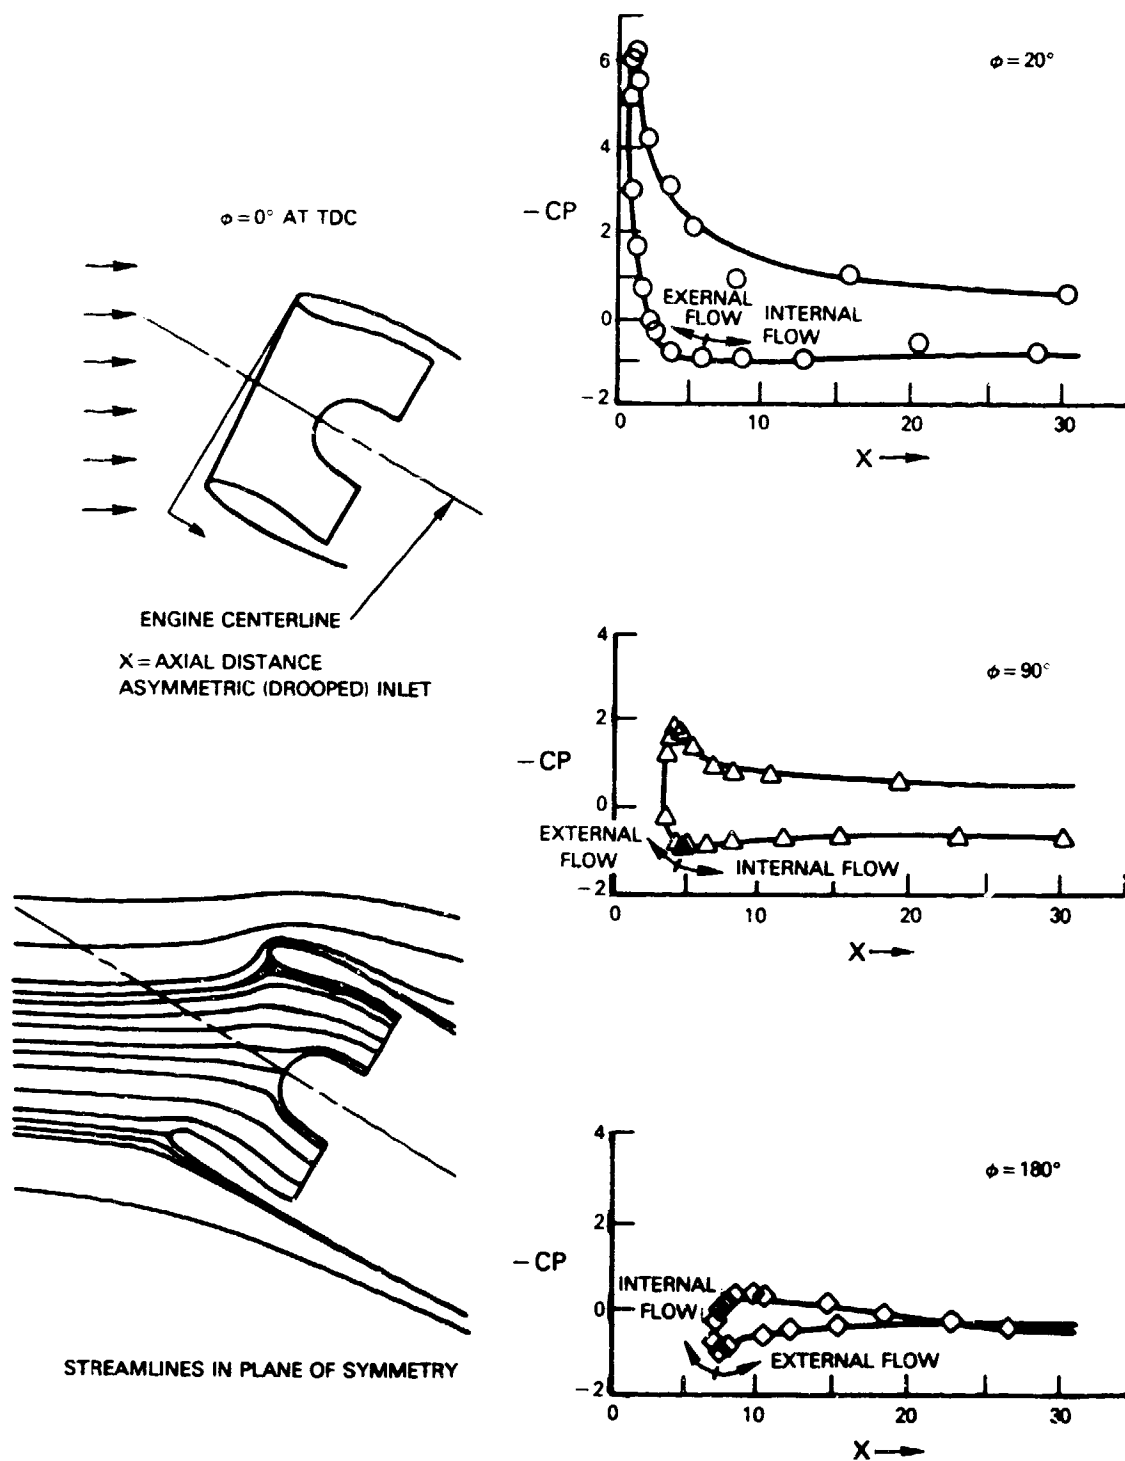 φ = 0° AT TDC
ENGINE CENTERLINE
X = AXIAL DISTANCE
ASYMMETRIC (DROOPED) INLET
STREAMLINES IN PLANE OF SYMMETRY
φ = 20°
6
4
-CP
2
EXERNAL
FLOW
INTERNAL
FLOW
0
-2
0
10
20
30
X
4
φ = 90°
2
-CP
0
EXTERNAL
FLOW
INTERNAL FLOW
-2
0
10
20
30
X
4
φ = 180°
2
-CP
INTERNAL
FLOW
0
EXTERNAL FLOW
-2
0
10
20
30
X